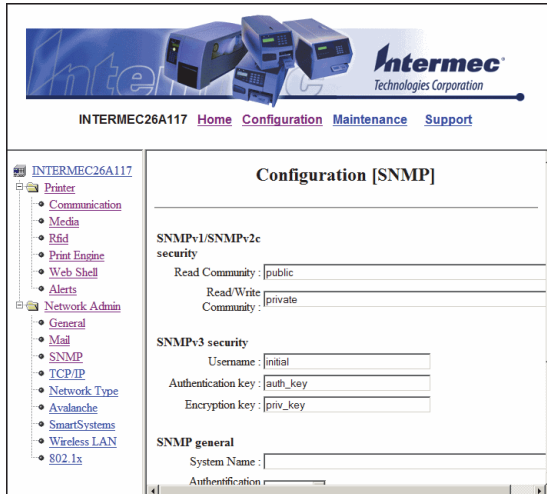 Inte
Intermec
Technologies Corporation
INTERMEC26A117 Home Configuration Maintenance Support
INTERMEC26A117
Printer
Communication
Media
Rfid
Print Engine
Web Shell
Alerts
Network Admin
General
Mail
SNMP
TCP/IP
Network Type
Avalanche
SmartSystems
Wireless LAN
802.1x
Configuration [SNMP]
SNMPv1/SNMPv2c
security
Read Community : public
Read/Write
Community : private
SNMPv3 security
Username : initial
Authentication key : auth_key
Encryption key : priv_key
SNMP general
System Name :
Authentification